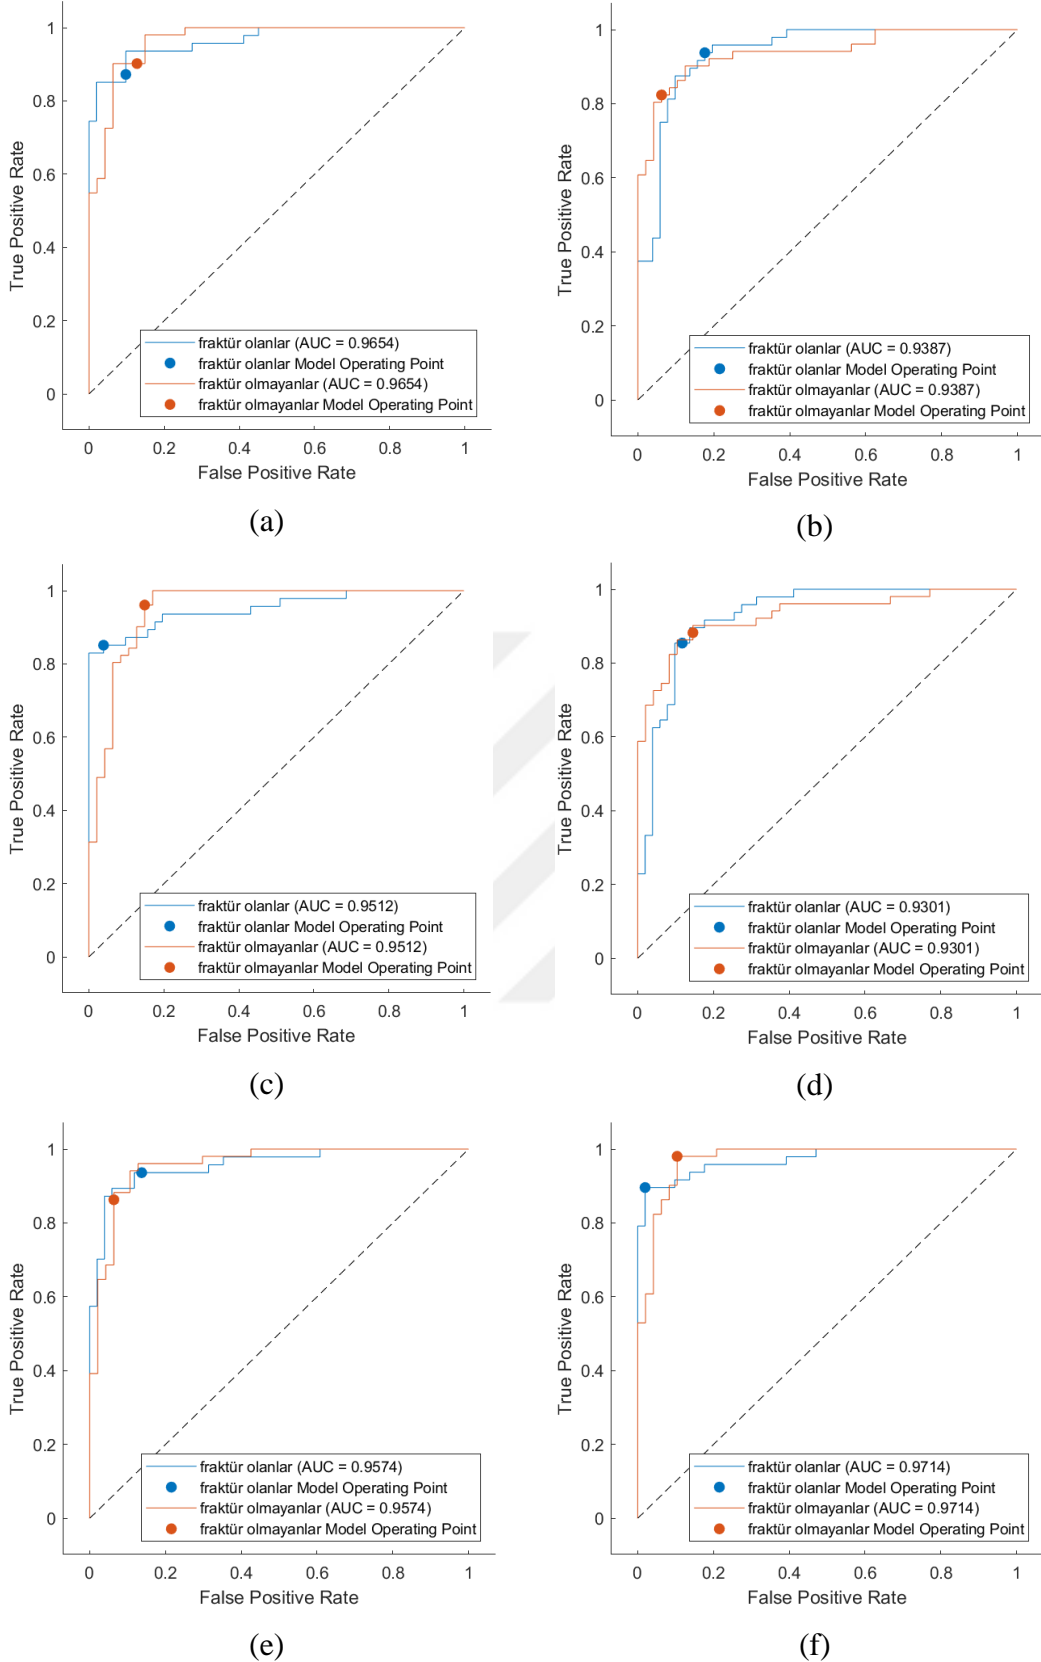 True Positive Rate
1
0.8
0.6
0.4
0.2
0
fraktür olanlar (AUC = 0.9654)
fraktür olanlar Model Operating Point
fraktür olmayanlar (AUC = 0.9654)
fraktür olmayanlar Model Operating Point
0 0.2 0.4 0.6 0.8 1
False Positive Rate
(a)
True Positive Rate
1
0.8
0.6
0.4
0.2
0
fraktür olanlar (AUC = 0.9387)
fraktür olanlar Model Operating Point
fraktür olmayanlar (AUC = 0.9387)
fraktür olmayanlar Model Operating Point
0 0.2 0.4 0.6 0.8 1
False Positive Rate
(b)
True Positive Rate
1
0.8
0.6
0.4
0.2
0
fraktür olanlar (AUC = 0.9512)
fraktür olanlar Model Operating Point
fraktür olmayanlar (AUC = 0.9512)
fraktür olmayanlar Model Operating Point
0 0.2 0.4 0.6 0.8 1
False Positive Rate
(c)
True Positive Rate
1
0.8
0.6
0.4
0.2
0
fraktür olanlar (AUC = 0.9301)
fraktür olanlar Model Operating Point
fraktür olmayanlar (AUC = 0.9301)
fraktür olmayanlar Model Operating Point
0 0.2 0.4 0.6 0.8 1
False Positive Rate
(d)
True Positive Rate
1
0.8
0.6
0.4
0.2
0
fraktür olanlar (AUC = 0.9574)
fraktür olanlar Model Operating Point
fraktür olmayanlar (AUC = 0.9574)
fraktür olmayanlar Model Operating Point
0 0.2 0.4 0.6 0.8 1
False Positive Rate
(e)
True Positive Rate
1
0.8
0.6
0.4
0.2
0
fraktür olanlar (AUC = 0.9714)
fraktür olanlar Model Operating Point
fraktür olmayanlar (AUC = 0.9714)
fraktür olmayanlar Model Operating Point
0 0.2 0.4 0.6 0.8 1
False Positive Rate
(f)